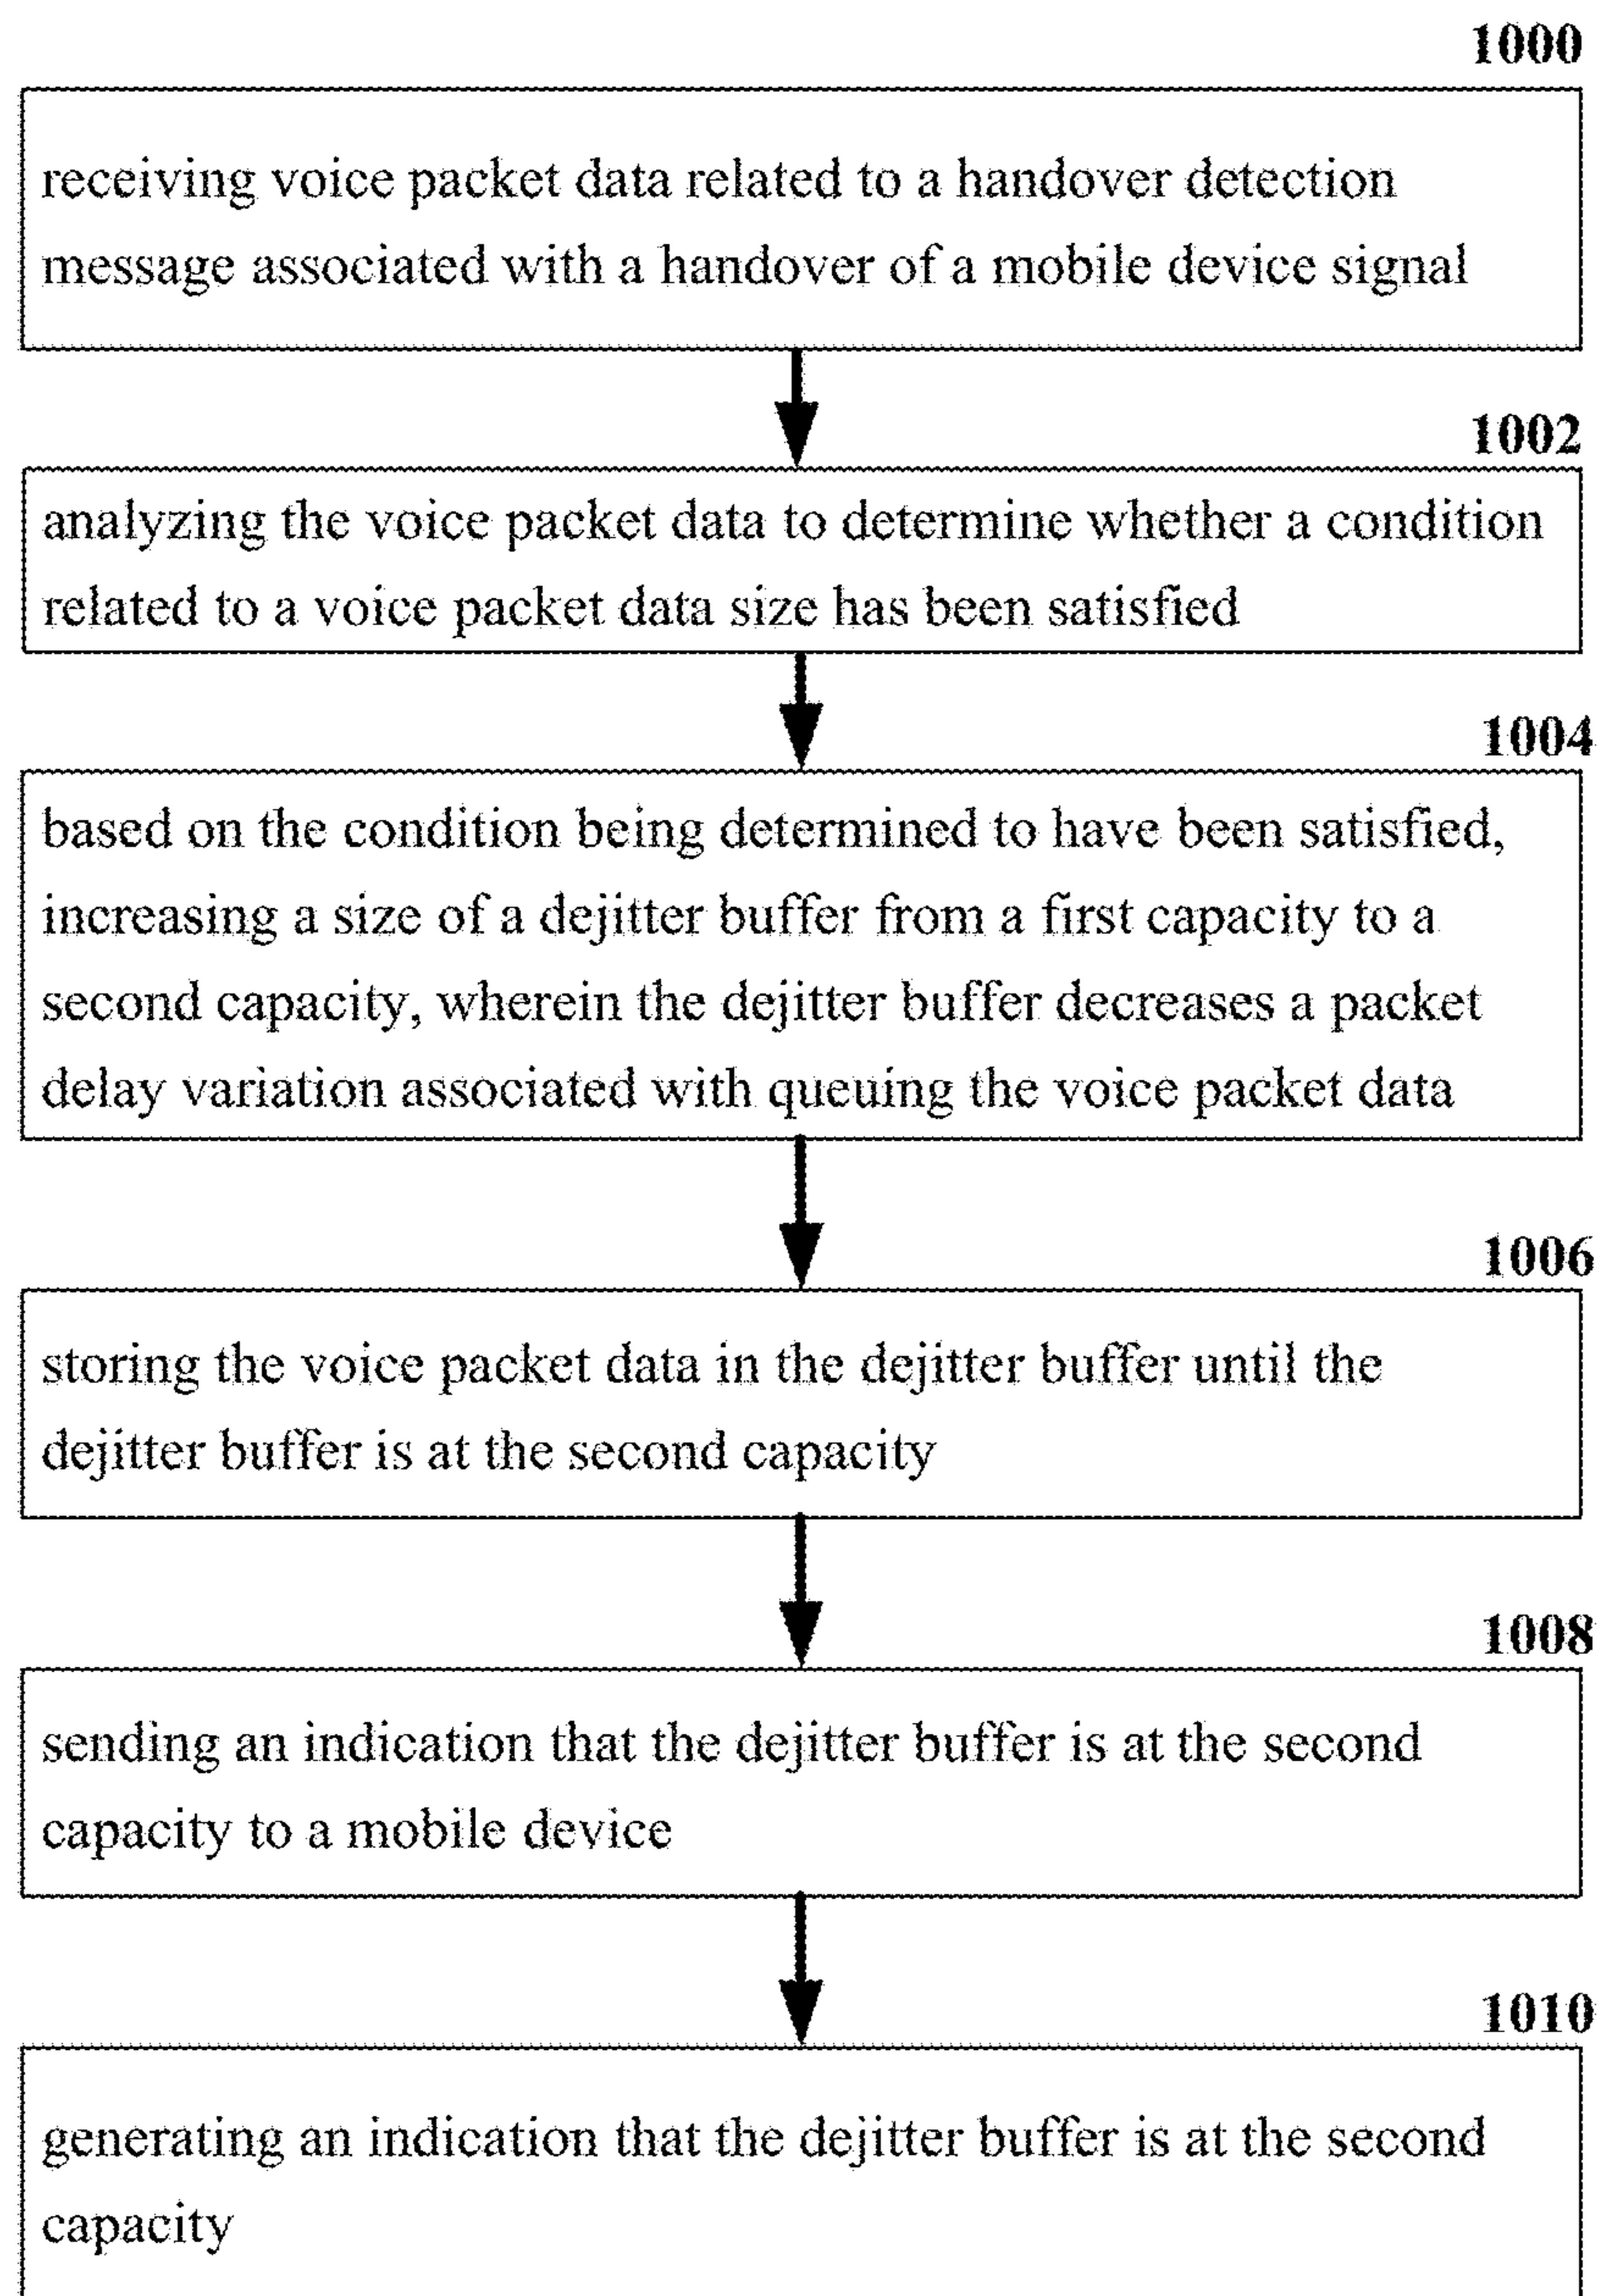 1000
receiving voice packet data related to a handover detection
message associated with a handover of a mobile device signal
1002
analyzing the voice packet data to determine whether a condition
related to a voice packet data size has been satisfied
1004
based on the condition being determined to have been satisfied,
increasing a size of a dejitter buffer from a first capacity to a
second capacity, wherein the dejitter buffer decreases a packet
delay variation associated with queuing the voice packet data
1006
storing the voice packet data in the dejitter buffer until the
dejitter buffer is at the second capacity
1008
sending an indication that the dejitter buffer is at the second
capacity to a mobile device
1010
generating an indication that the dejitter buffer is at the second
capacity